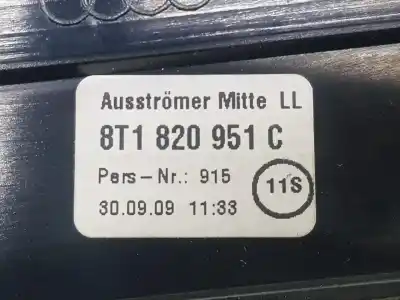 Ausströmer Mitte LL
8T1 820 951 C
Pers-Nr.: 915
11S
30.09.09 11:33